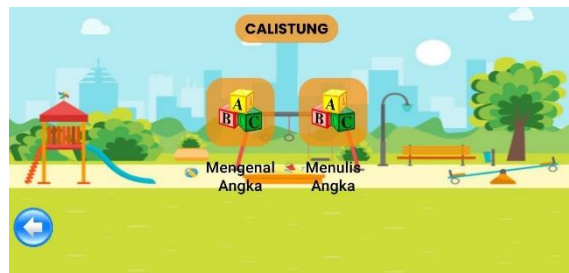 CALISTUNG
A
B C
A
B C
Mengenal
Angka
Menulis
Angka